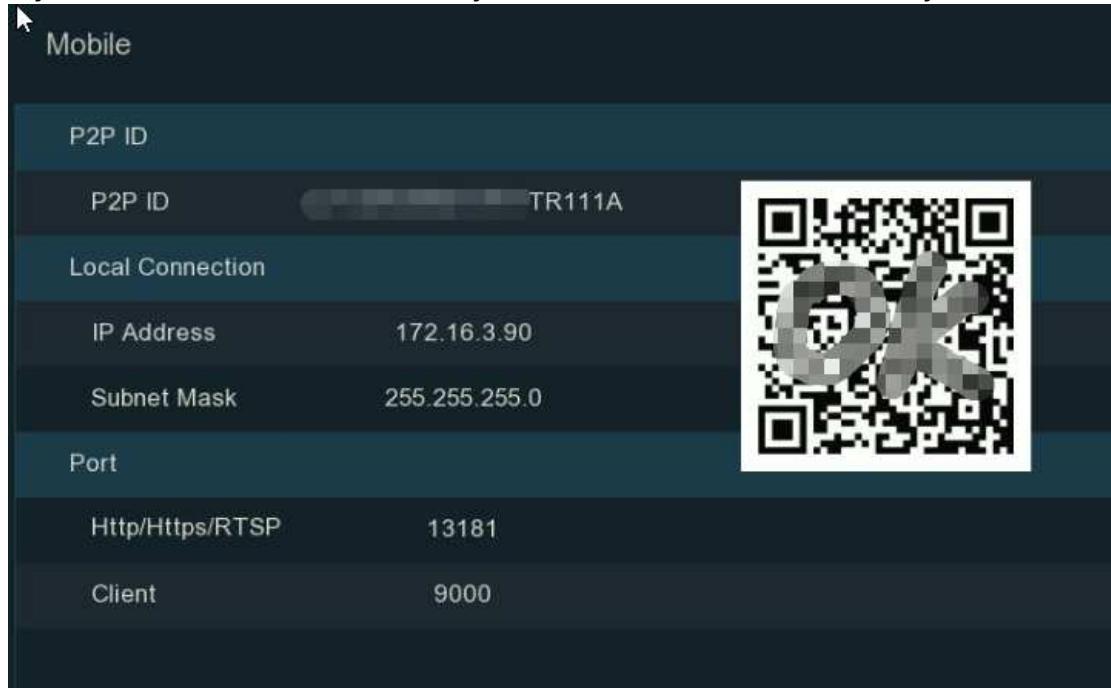 Mobile
P2P ID
P2P ID TR111A
Local Connection
IP Address 172.16.3.90
Subnet Mask 255.255.255.0
Port
Http/Https/RTSP 13181
Client 9000
OK